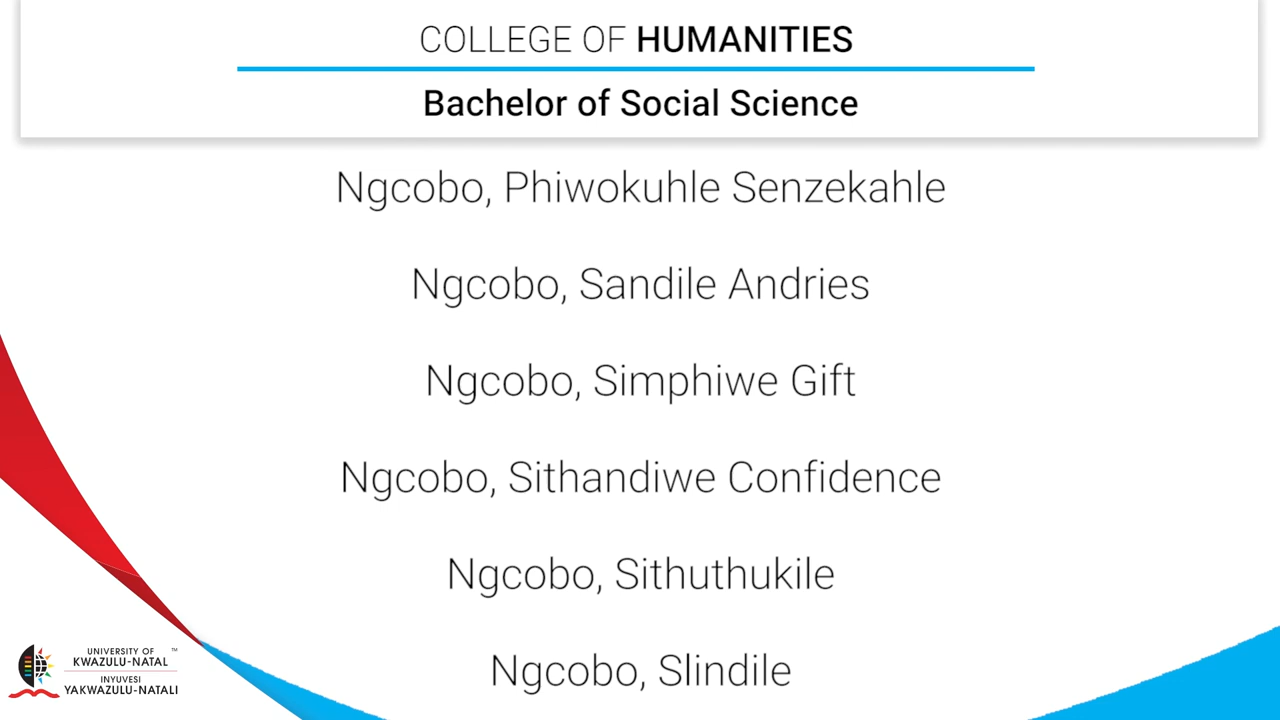 COLLEGE OF HUMANITIES
Bachelor of Social Science
Ngcobo, Phiwokuhle Senzekahle
Ngcobo, Sandile Andries
Ngcobo, Simphiwe Gift
Ngcobo, Sithandiwe Confidence
Ngcobo, Sithuthukile
Ngcobo, Slindile
UNIVERSITY OF ™
KWAZULU-NATAL
INYUVESI
YAKWAZULU-NATALI